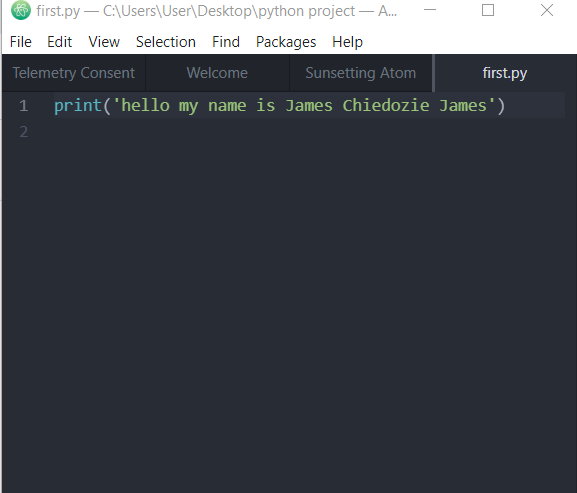 first.py — C:\Users\User\Desktop\python project — A...
File Edit View Selection Find Packages Help
Telemetry Consent Welcome Sunsetting Atom first.py
1 print('hello my name is James Chiedozie James')
2